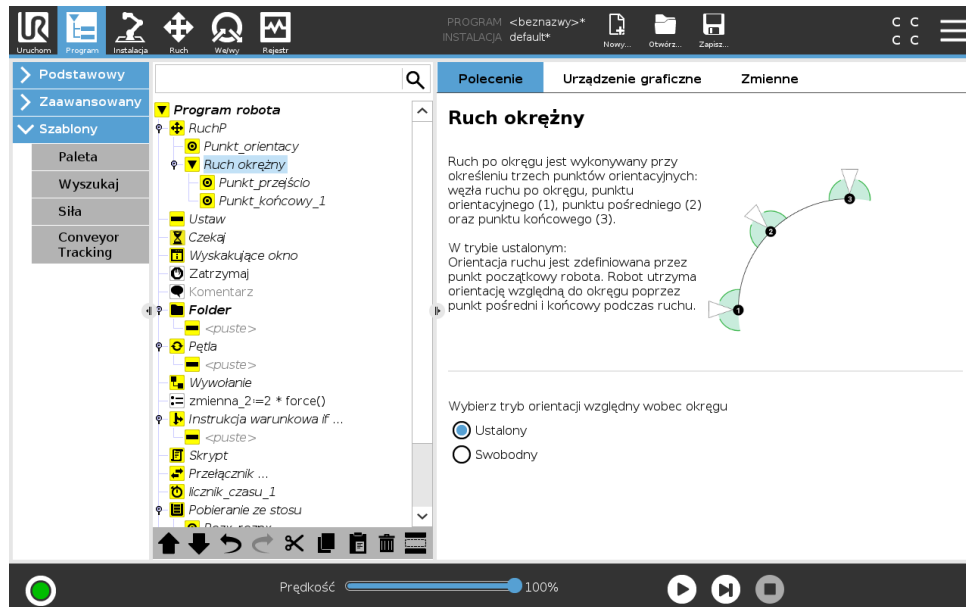 UR
Uruchom
Program
Instalacja
Ruch
We/wy
Rejestr
PROGRAM <beznazwy>*
INSTALACJA default*
Nowy...
Otwórz...
Zapisz...
C C
C C
Podstawowy
Zaawansowany
Szablony
Paleta
Wyszukaj
Siła
Conveyor
Tracking
Program robota
RuchP
Punkt_orientacy
Ruch okrężny
Punkt_przejścio
Punkt_końcowy_1
Ustaw
Czekaj
Wyskakujące okno
Zatrzymaj
Komentarz
Folder
<puste>
Pętla
<puste>
Wywołanie
zmienna_2:=2 * force()
Instrukcja warunkowa if ...
<puste>
Skrypt
Przełącznik ...
licznik_czasu_1
Pobieranie ze stosu
Polecenie
Urządzenie graficzne
Zmienne
Ruch okrężny
Ruch po okręgu jest wykonywany przy
określeniu trzech punktów orientacyjnych:
węzła ruchu po okręgu, punktu
orientacyjnego (1), punktu pośredniego (2)
oraz punktu końcowego (3).
W trybie ustalonym:
Orientacja ruchu jest zdefiniowana przez
punkt początkowy robota. Robot utrzyma
orientację względną do okręgu poprzez
punkt pośredni i końcowy podczas ruchu.
3
2
1
Wybierz tryb orientacji względny wobec okręgu
Ustalony
Swobodny
Prędkość
100%